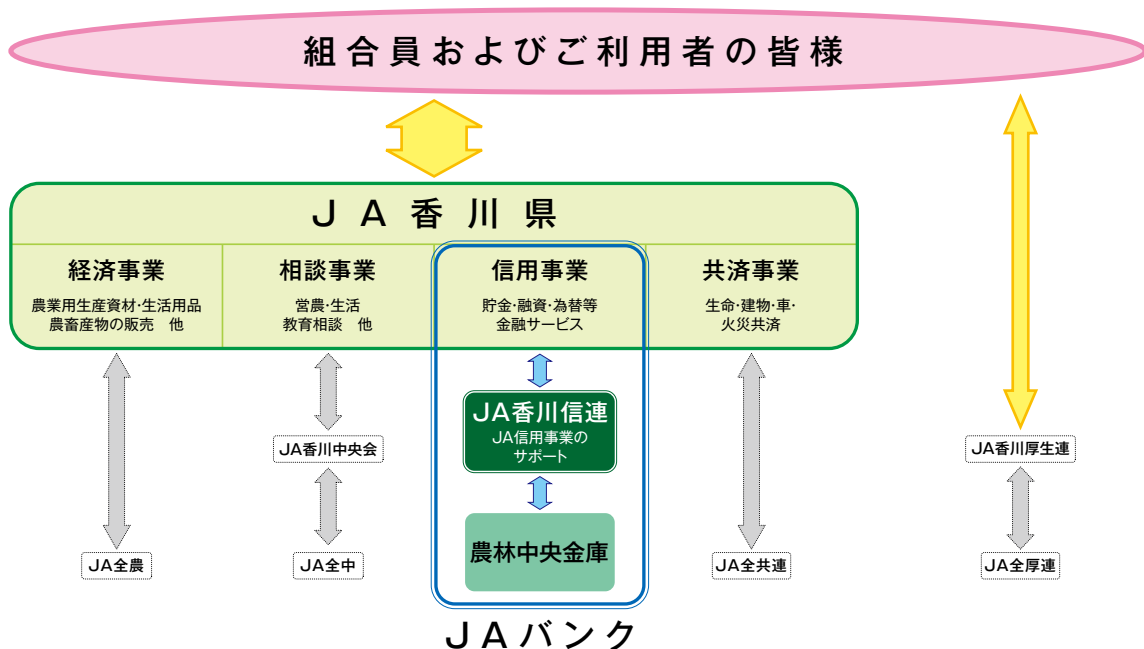 組合員およびご利用者の皆様
JA香川県
経済事業
農業用生産資材・生活用品
農畜産物の販売　他
相談事業
営農・生活
教育相談　他
信用事業
貯金・融資・為替等
金融サービス
共済事業
生命・建物・車・
火災共済
JA香川信連
JA信用事業の
サポート
JA香川中央会
JA香川厚生連
農林中央金庫
JA全農
JA全中
JA全共連
JA全厚連
JAバンク